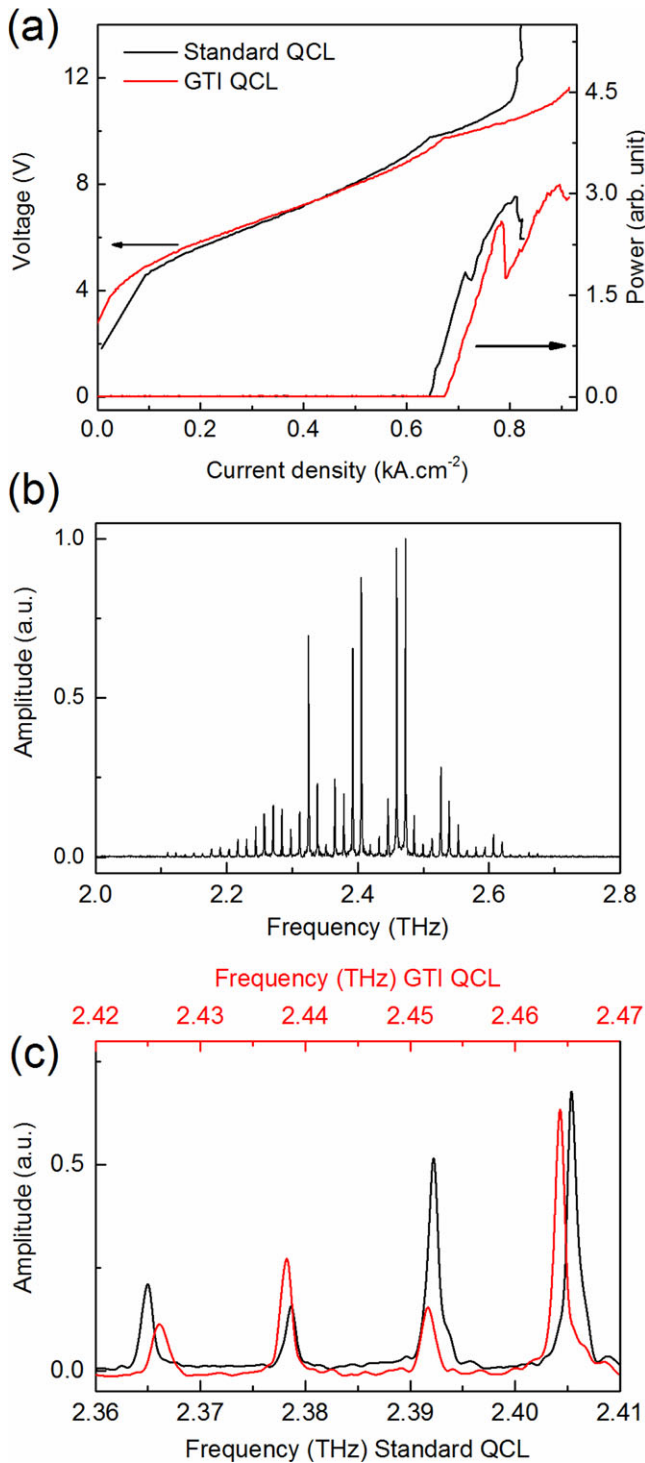 (a)
Standard QCL
GTI QCL
12
8
4
0
Voltage (V)
4.5
3.0
1.5
0.0
Power (arb. unit)
0.0 0.2 0.4 0.6 0.8
Current density (kA.cm⁻²)
(b)
1.0
0.5
0.0
Amplitude (a.u.)
2.0 2.2 2.4 2.6 2.8
Frequency (THz)
Frequency (THz) GTI QCL
2.42 2.43 2.44 2.45 2.46 2.47
(c)
0.5
0.0
Amplitude (a.u.)
2.36 2.37 2.38 2.39 2.40 2.41
Frequency (THz) Standard QCL